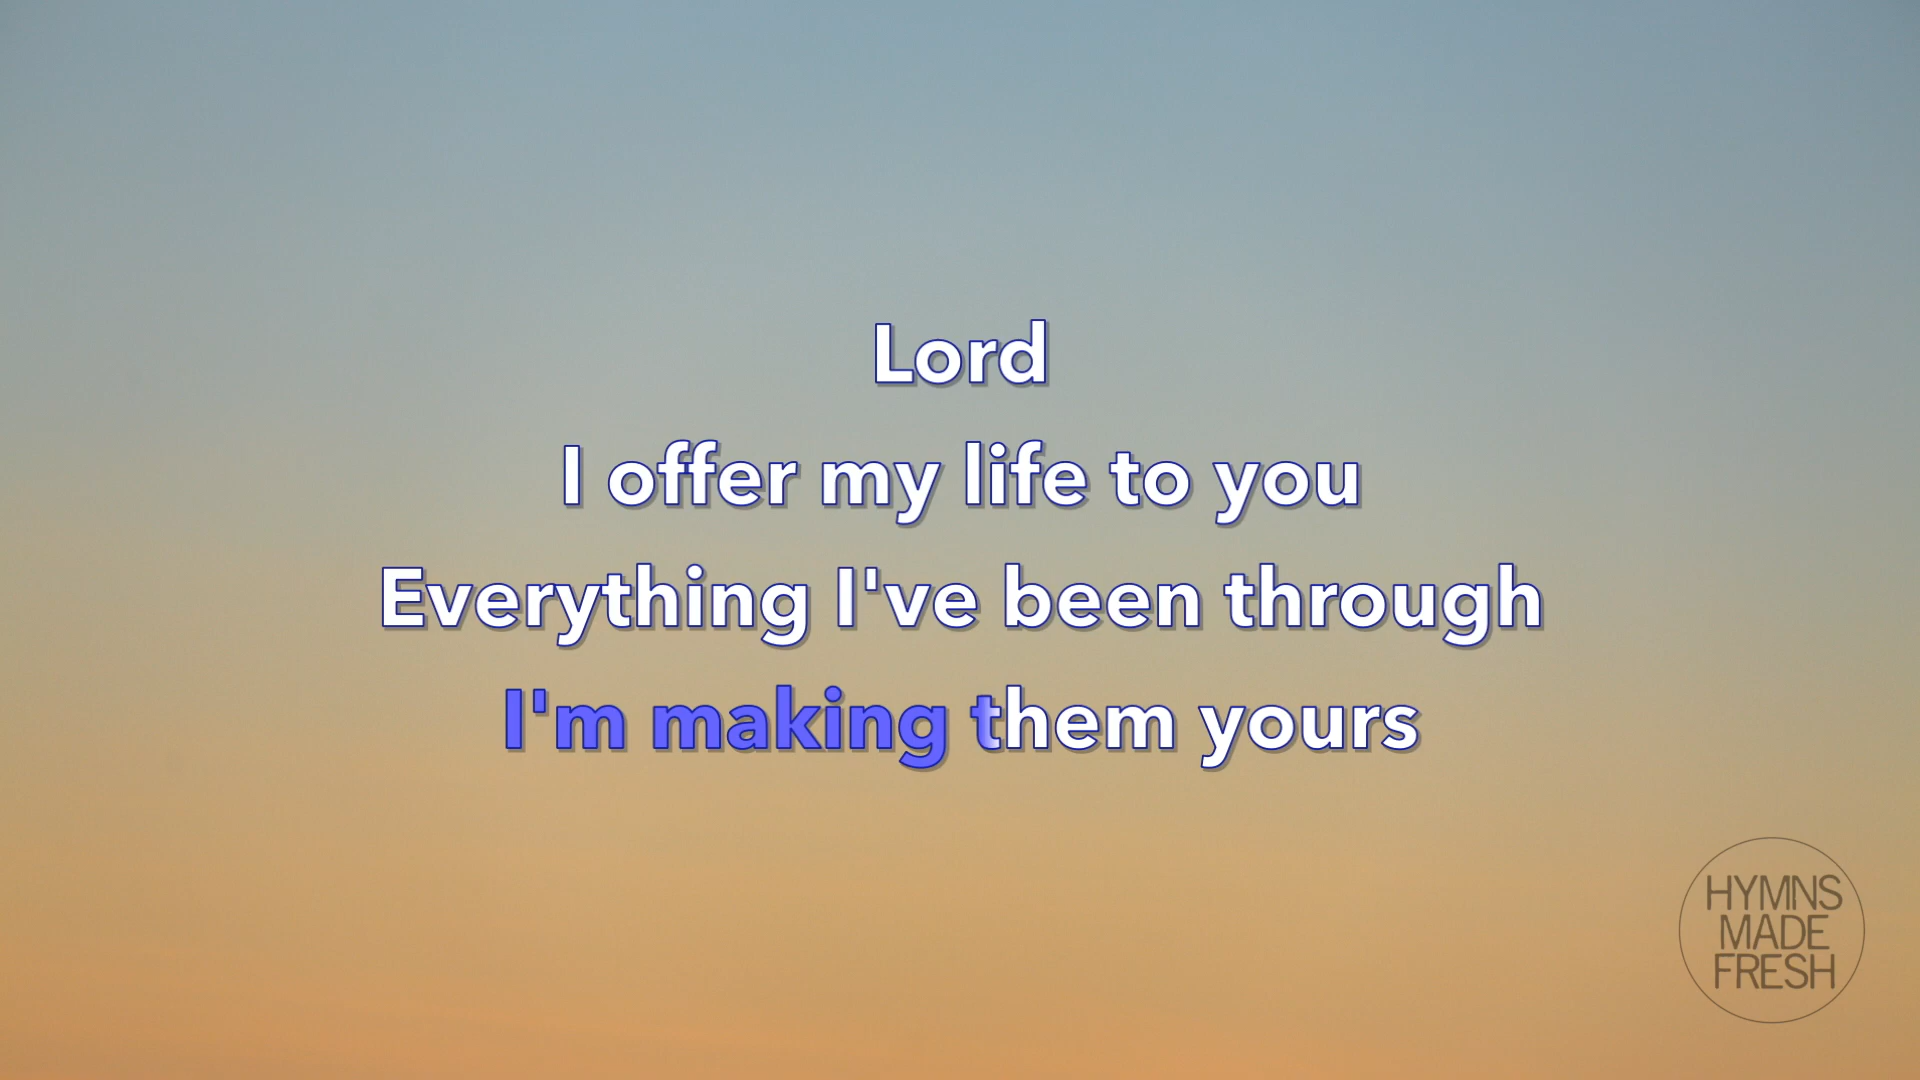 Lord
I offer my life to you
Everything I've been through
I'm making them yours
HYMNS
MADE
FRESH